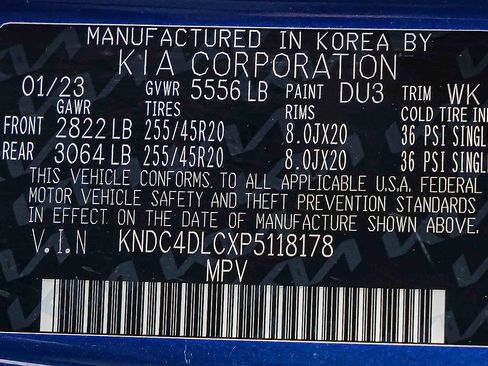 MANUFACTURED IN KOREA BY
KIA CORPORATION
01/23 GVWR 5556 LB PAINT DU3 TRIM WK
GAWR TIRES RIMS COLD TIRE
FRONT 2822 LB 255/45R20 8.0JX20 36 PSI SINGL
REAR 3064 LB 255/45R20 8.0JX20 36 PSI SINGL
THIS VEHICLE CONFORMS TO ALL APPLICABLE U.S.A. FEDERAL
MOTOR VEHICLE SAFETY AND THEFT PREVENTION STANDARDS
IN EFFECT ON THE DATE OF MANUFACTURE SHOWN ABOVE.
V.I.N KNDC4DLCXP5118178
MPV